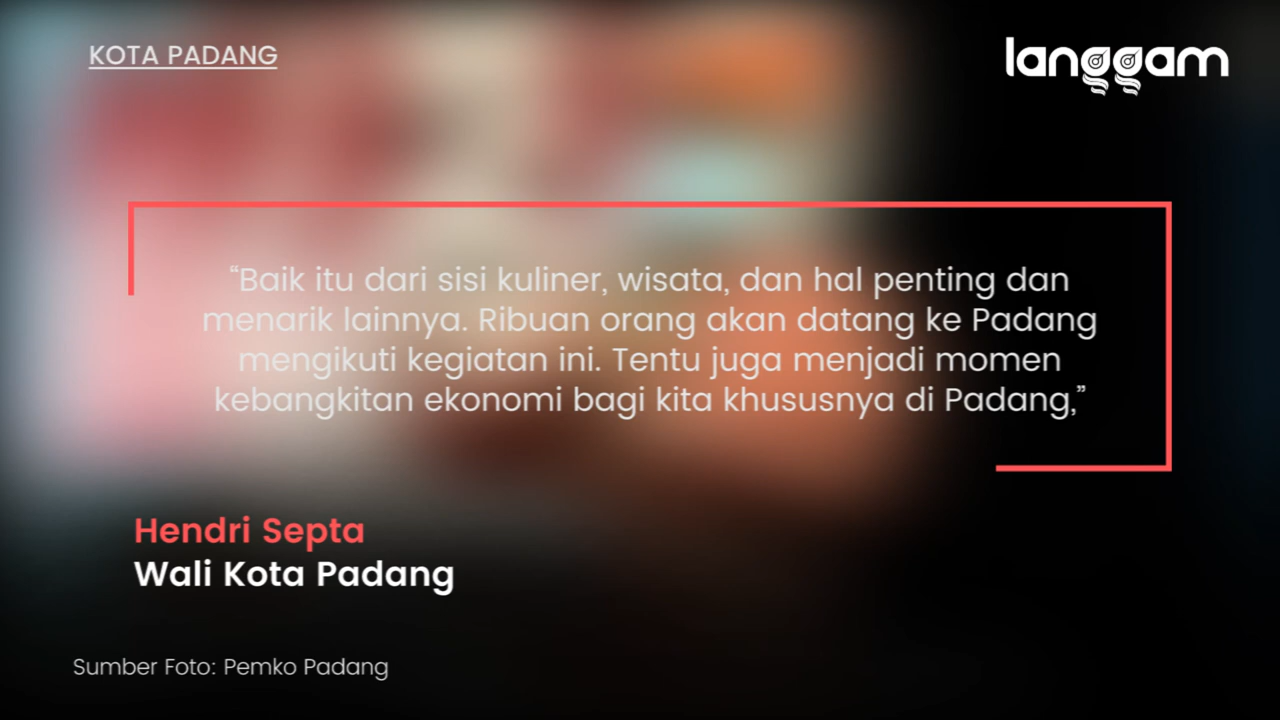 KOTA PADANG
langgam
“Baik itu dari sisi kuliner, wisata, dan hal penting dan
menarik lainnya. Ribuan orang akan datang ke Padang
mengikuti kegiatan ini. Tentu juga menjadi momen
kebangkitan ekonomi bagi kita khususnya di Padang,”
Hendri Septa
Wali Kota Padang
Sumber Foto: Pemko Padang